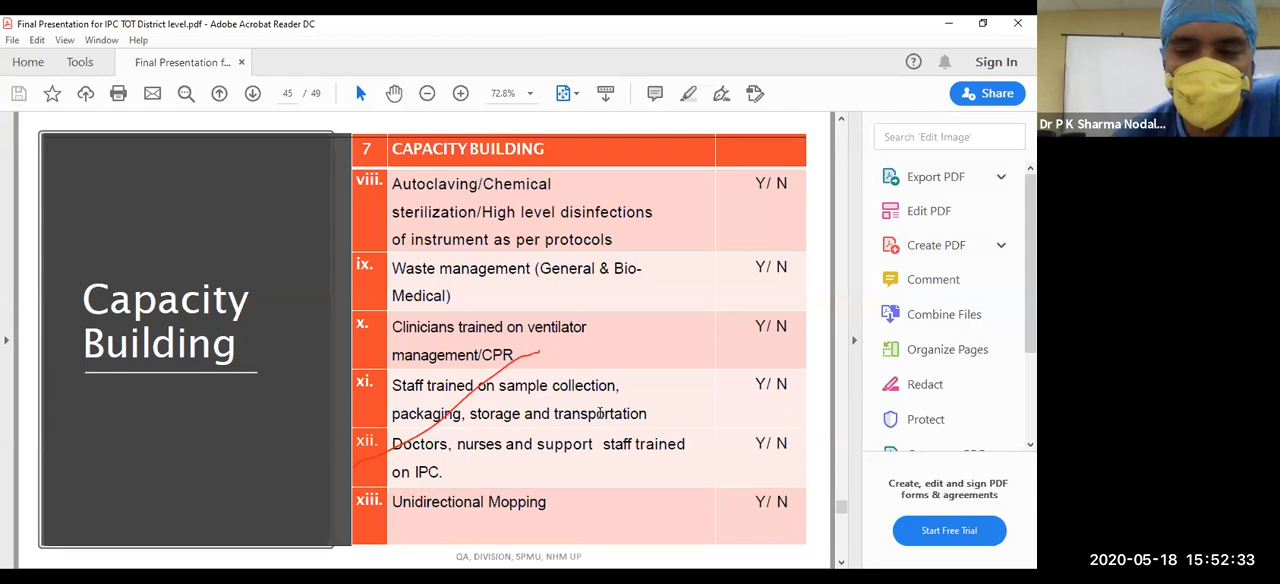 Final Presentation for IPC TOT District level.pdf - Adobe Acrobat Reader DC
File Edit View Window Help
Home Tools Final Presentation f... ×
Sign In
45 / 49
72.8%
Share
Capacity
Building
7 CAPACITY BUILDING
viii. Autoclaving/Chemical Y/ N
sterilization/High level disinfections
of instrument as per protocols
ix. Waste management (General & Bio- Y/ N
Medical)
x. Clinicians trained on ventilator Y/ N
management/CPR
xi. Staff trained on sample collection, Y/ N
packaging, storage and transportation
xii. Doctors, nurses and support staff trained Y/ N
on IPC.
xiii. Unidirectional Mopping Y/ N
QA, DIVISION, SPMU, NHM UP
Search 'Edit Image'
Export PDF
Edit PDF
Create PDF
Comment
Combine Files
Organize Pages
Redact
Protect
Create, edit and sign PDF
forms & agreements
Start Free Trial
Dr P K Sharma Nodal...
2020-05-18 15:52:33